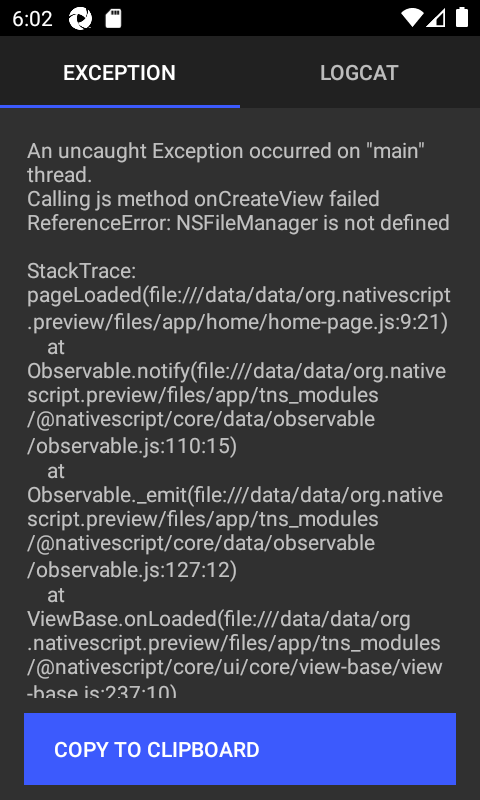 6:02
EXCEPTION
LOGCAT
An uncaught Exception occurred on "main"
thread.
Calling js method onCreateView failed
ReferenceError: NSFileManager is not defined
StackTrace:
pageLoaded(file:///data/data/org.nativescript
.preview/files/app/home/home-page.js:9:21)
at
Observable.notify(file:///data/data/org.native
script.preview/files/app/tns_modules
/@nativescript/core/data/observable
/observable.js:110:15)
at
Observable._emit(file:///data/data/org.native
script.preview/files/app/tns_modules
/@nativescript/core/data/observable
/observable.js:127:12)
at
ViewBase.onLoaded(file:///data/data/org
.nativescript.preview/files/app/tns_modules
/@nativescript/core/ui/core/view-base/view
-base.js:237:10)
COPY TO CLIPBOARD